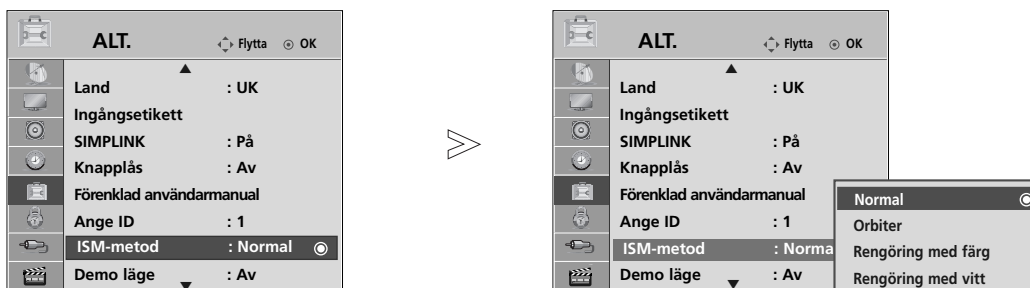 ALT. Flytta OK
Land : UK
Ingångsetikett
SIMPLINK : På
Knapplås : Av
Förenklad användarmanual
Ange ID : 1
ISM-metod : Normal
Demo läge : Av
ALT. Flytta OK
Land : UK
Ingångsetikett
SIMPLINK : På
Knapplås : Av
Förenklad användarmanual
Ange ID : 1
ISM-metod : Norma
Demo läge : Av
Normal
Orbiter
Rengöring med färg
Rengöring med vitt